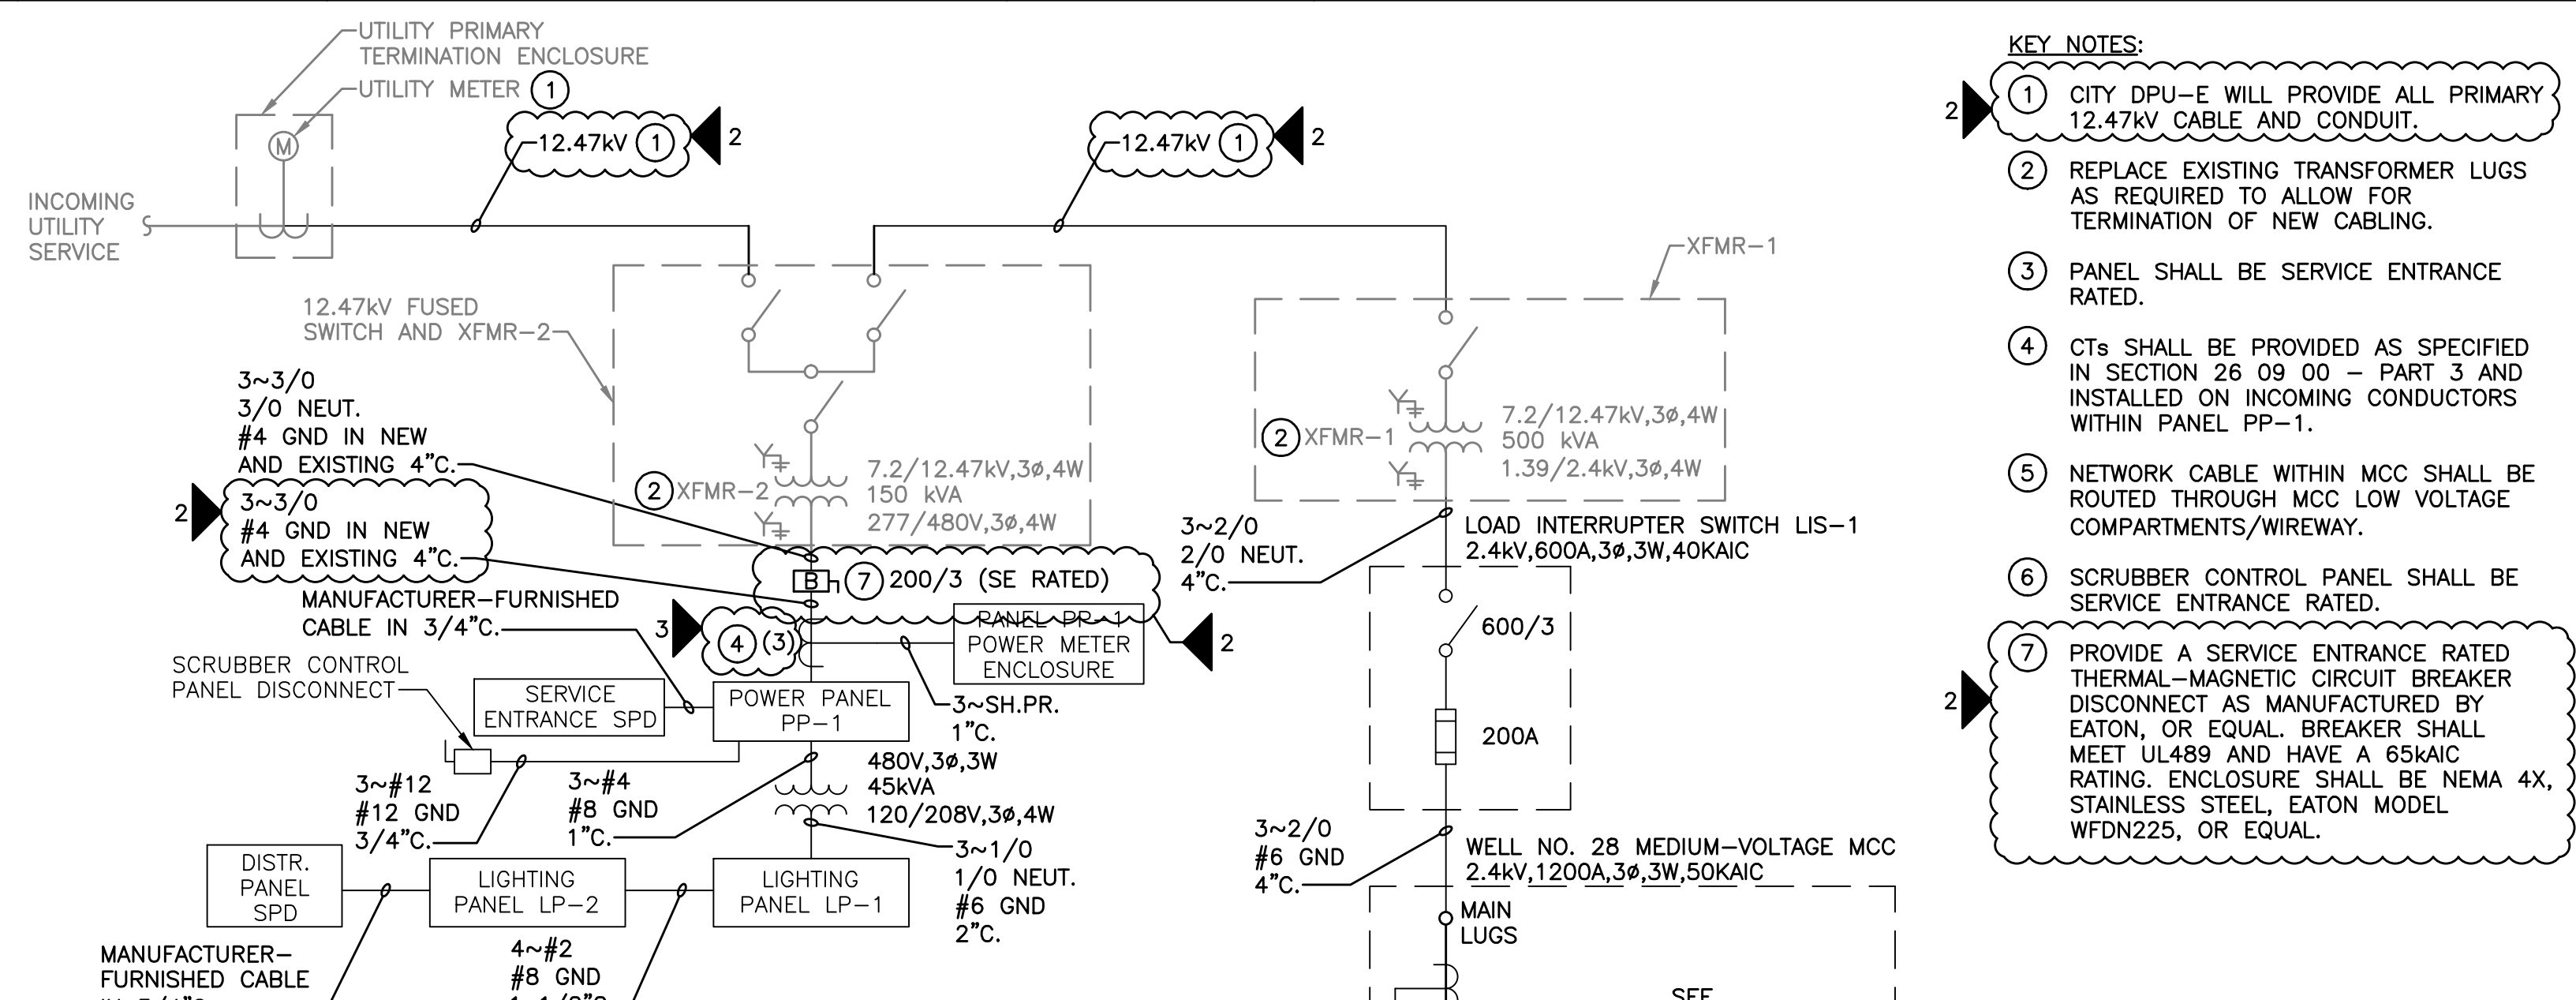 UTILITY PRIMARY
TERMINATION ENCLOSURE
UTILITY METER 1
M
INCOMING
UTILITY
SERVICE
12.47kV 1
2
12.47kV 1
2
12.47kV FUSED
SWITCH AND XFMR-2
XFMR-1
3~3/0
3/0 NEUT.
#4 GND IN NEW
AND EXISTING 4"C.
2
3~3/0
#4 GND IN NEW
AND EXISTING 4"C.
2 XFMR-2
7.2/12.47kV,3ø,4W
150 kVA
277/480V,3ø,4W
2 XFMR-1
7.2/12.47kV,3ø,4W
500 kVA
1.39/2.4kV,3ø,4W
B 7 200/3 (SE RATED)
MANUFACTURER-FURNISHED
CABLE IN 3/4"C.
3
4 (3)
PANEL PP-1
POWER METER
ENCLOSURE
2
SCRUBBER CONTROL
PANEL DISCONNECT
SERVICE
ENTRANCE SPD
POWER PANEL
PP-1
3~SH.PR.
1"C.
3~#12
#12 GND
3/4"C.
3~#4
#8 GND
1"C.
480V,3ø,3W
45kVA
120/208V,3ø,4W
3~1/0
1/0 NEUT.
#6 GND
2"C.
DISTR.
PANEL
SPD
LIGHTING
PANEL LP-2
LIGHTING
PANEL LP-1
MANUFACTURER-
FURNISHED CABLE
4~#2
#8 GND
3~2/0
2/0 NEUT.
4"C.
LOAD INTERRUPTER SWITCH LIS-1
2.4kV,600A,3ø,3W,40KAIC
600/3
200A
3~2/0
#6 GND
4"C.
WELL NO. 28 MEDIUM-VOLTAGE MCC
2.4kV,1200A,3ø,3W,50KAIC
MAIN
LUGS
SEE
KEY NOTES:
2
1 CITY DPU-E WILL PROVIDE ALL PRIMARY
12.47kV CABLE AND CONDUIT.
2 REPLACE EXISTING TRANSFORMER LUGS
AS REQUIRED TO ALLOW FOR
TERMINATION OF NEW CABLING.
3 PANEL SHALL BE SERVICE ENTRANCE
RATED.
4 CTs SHALL BE PROVIDED AS SPECIFIED
IN SECTION 26 09 00 - PART 3 AND
INSTALLED ON INCOMING CONDUCTORS
WITHIN PANEL PP-1.
5 NETWORK CABLE WITHIN MCC SHALL BE
ROUTED THROUGH MCC LOW VOLTAGE
COMPARTMENTS/WIREWAY.
6 SCRUBBER CONTROL PANEL SHALL BE
SERVICE ENTRANCE RATED.
2
7 PROVIDE A SERVICE ENTRANCE RATED
THERMAL-MAGNETIC CIRCUIT BREAKER
DISCONNECT AS MANUFACTURED BY
EATON, OR EQUAL. BREAKER SHALL
MEET UL489 AND HAVE A 65kAIC
RATING. ENCLOSURE SHALL BE NEMA 4X,
STAINLESS STEEL, EATON MODEL
WFDN225, OR EQUAL.